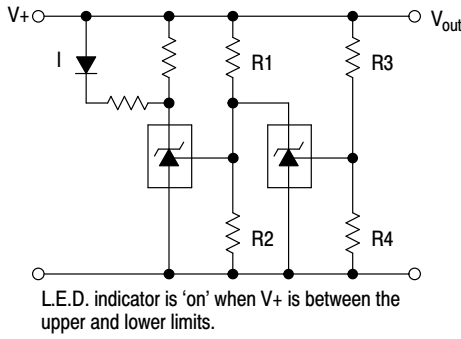 V+
Vout
I
R1
R3
R2
R4
L.E.D. indicator is ‘on’ when V+ is between the
upper and lower limits.